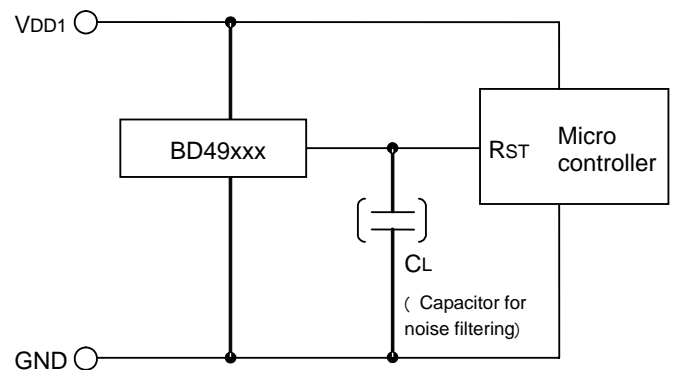 VDD1
BD49xxx
RST
Micro
controller
CL
( Capacitor for
noise filtering)
GND